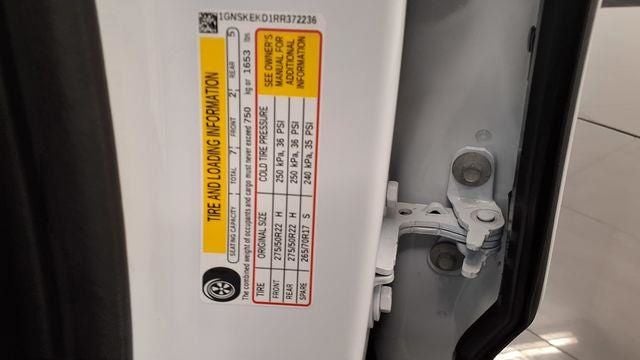 1GNSKEKD1RR372236
TIRE AND LOADING INFORMATION
SEATING CAPACITY TOTAL 7 FRONT 2 REAR 5
The combined weight of occupants and cargo must never exceed 750 kg or 1653 lbs
TIRE ORIGINAL SIZE COLD TIRE PRESSURE
FRONT 275/50R22 H 250 kPa, 36 PSI
REAR 275/50R22 H 250 kPa, 36 PSI
SPARE 265/70R17 S 240 kPa, 35 PSI
SEE OWNER'S
MANUAL FOR
ADDITIONAL
INFORMATION